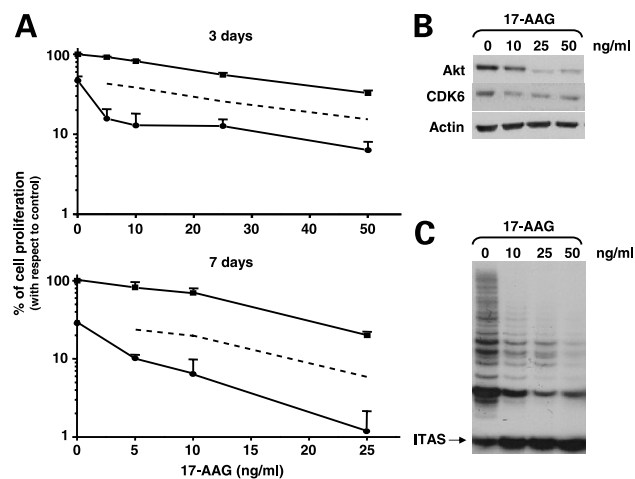 A
3 days
100
10
1
0
10
20
30
40
50
% of cell proliferation
(with respect to control)
7 days
100
10
1
0
5
10
15
20
25
17-AAG (ng/ml)
B
17-AAG
0 10 25 50 ng/ml
Akt
CDK6
Actin
C
17-AAG
0 10 25 50 ng/ml
ITAS